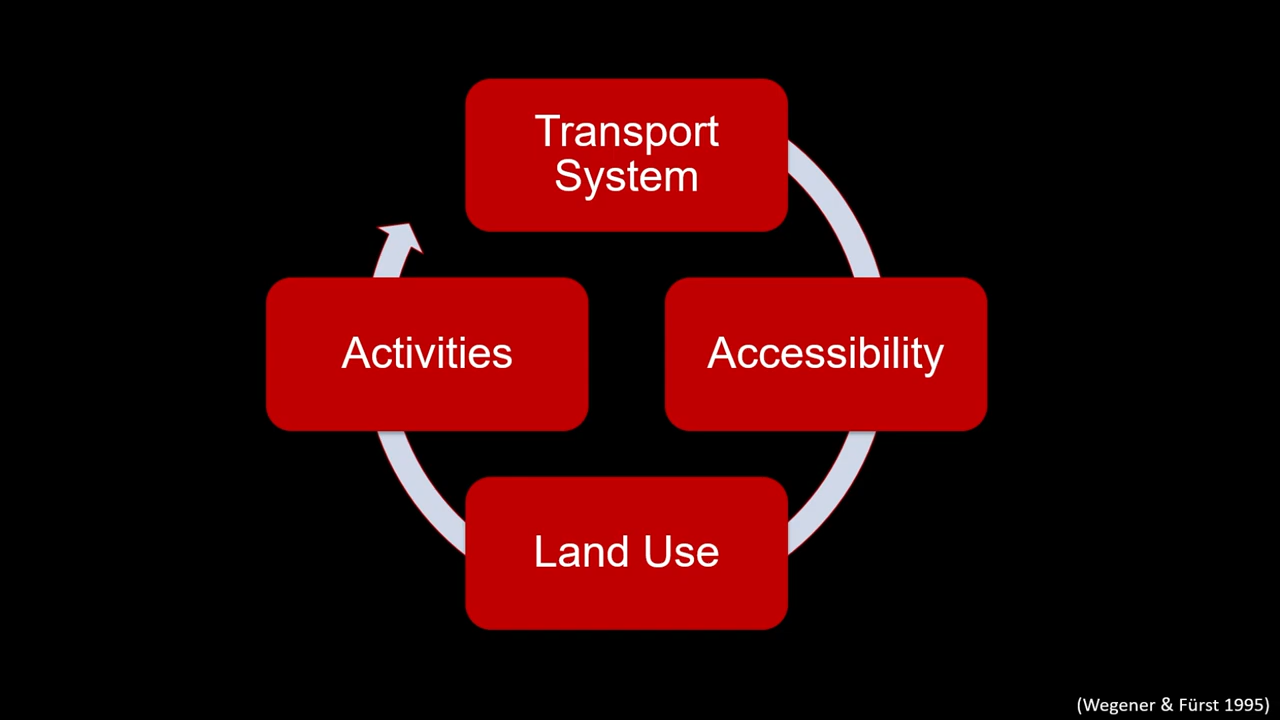 Transport
System
Activities
Accessibility
Land Use
(Wegener & Fürst 1995)